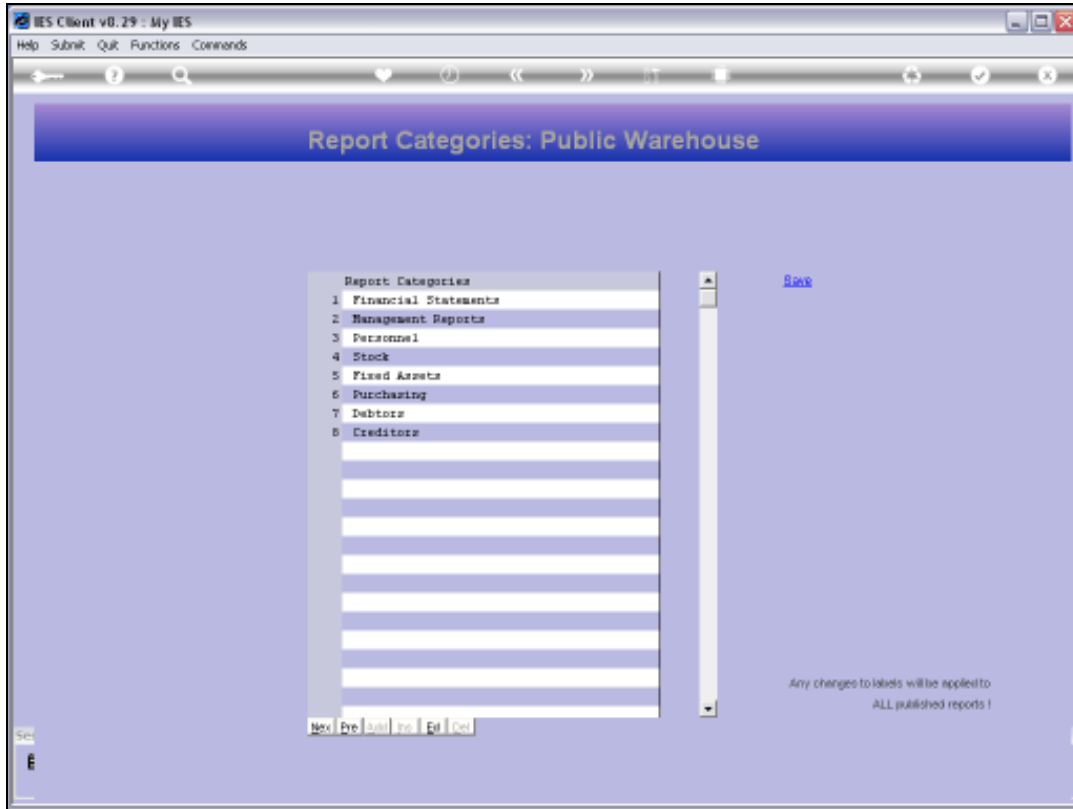 IES Client v8.29 : My IES
Help Submit Quit Functions Commands
Report Categories: Public Warehouse
Report Categories
Save
1 Financial Statements
2 Management Reports
3 Personnel
4 Stock
5 Fixed Assets
6 Purchasing
7 Debtors
8 Creditors
Any changes to labels will be applied to
ALL published reports !
Nex Pre Add Ins Ed Del
Ser